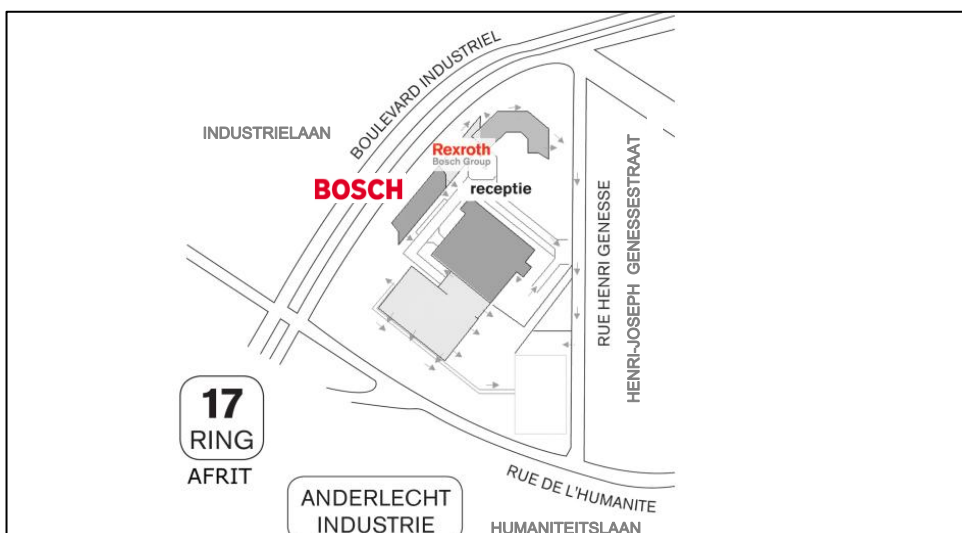 BOULEVARD INDUSTRIEL
INDUSTRIELAAN
Rexroth
Bosch Group
BOSCH
receptie
RUE HENRI GENESSE
HENRI-JOSEPH GENESSESTRAAT
17
RING
AFRIT
RUE DE L'HUMANITE
ANDERLECHT
INDUSTRIE
HUMANITEITSLAAN